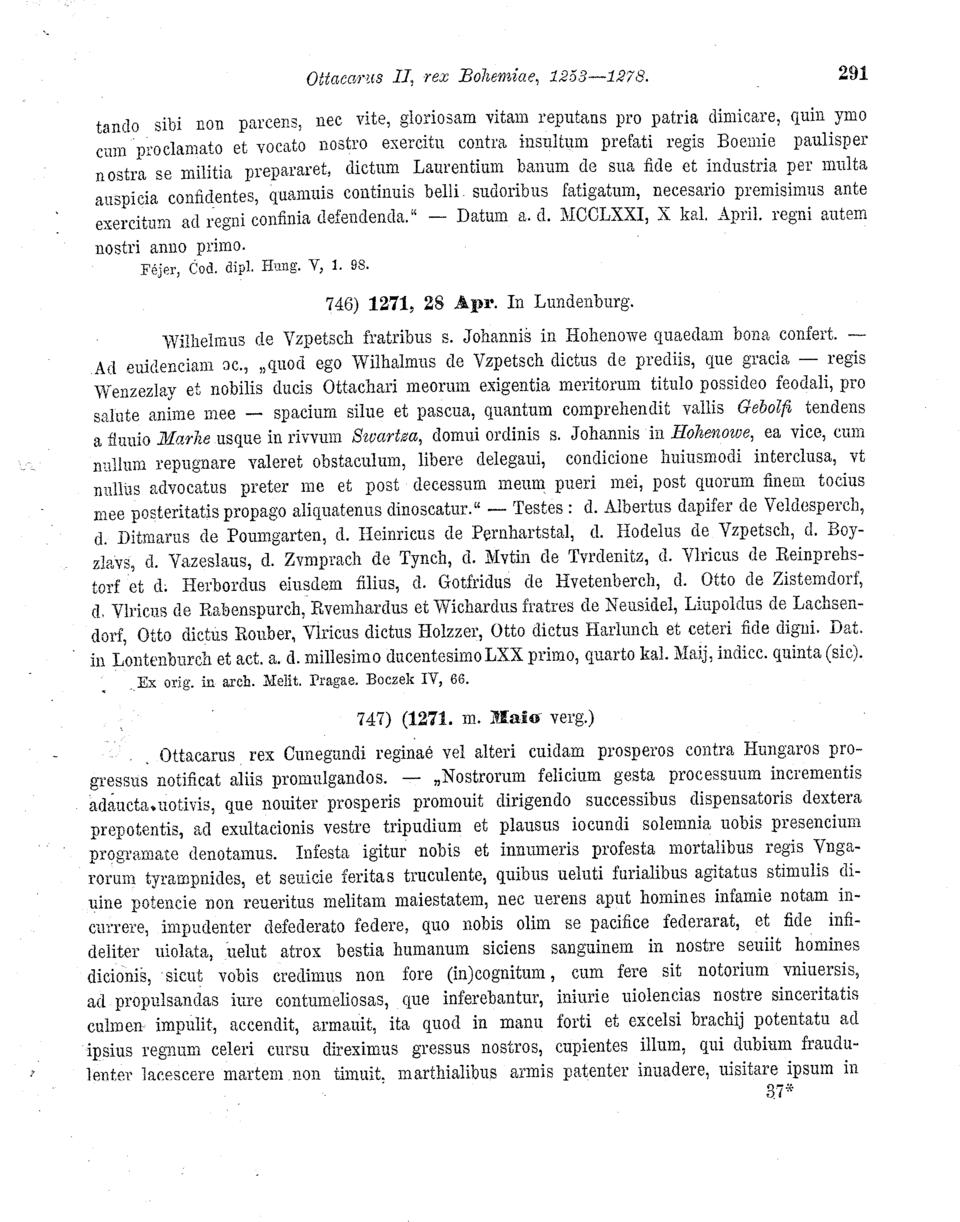 Ottacarus II, rex Bohemiae, 1253—1278. 291
tando sibi non parcens, nec vite, gloriosam vitam reputans pro patria dimicare, quin ymo
cum proclamato et vocato nostro exercitu contra insultum prefati regis Boemie paulisper
nostra se militia prepararet, dictum Laurentium banum de sua fide et industria per multa
auspicia confidentes, quamuis continuis belli sudoribus fatigatum, necesario premisimus ante
exercitum ad regni confinia defendenda.“ — Datum a. d. MCCLXXI, X kal. April. regni autem
nostri anno primo.
Féjer, Cod. dipl. Hung. V, 1. 98.
746) 1271, 28 Apr. In Lundenburg.
Wilhelmus de Vzpetsch fratribus s. Johannis in Hohenowe quaedam bona confert. —
Ad euidenciam ɔc., „quod ego Wilhalmus de Vzpetsch dictus de prediis, que gracia — regis
Wenzezlay et nobilis ducis Ottachari meorum exigentia meritorum titulo possideo feodali, pro
salute anime mee — spacium silue et pascua, quantum comprehendit vallis Gebolfi tendens
a fluuio Marhe usque in rivvum Swartza, domui ordinis s. Johannis in Hohenowe, ea vice, cum
nullum repugnare valeret obstaculum, libere delegaui, condicione huiusmodi interclusa, vt
nullus advocatus preter me et post decessum meum pueri mei, post quorum finem tocius
mee posteritatis propago aliquatenus dinoscatur.“ — Testes : d. Albertus dapifer de Veldesperch,
d. Ditmarus de Poumgarten, d. Heinricus de Pernhartstal, d. Hodelus de Vzpetsch, d. Boy-
zlavs, d. Vazeslaus, d. Zvmprach de Tynch, d. Mvtin de Tvrdenitz, d. Vlricus de Reinprehs-
torf et d. Herbordus eiusdem filius, d. Gotfridus de Hvetenberch, d. Otto de Zistemdorf,
d. Vlricus de Rabenspurch, Rvemhardus et Wichardus fratres de Neusidel, Liupoldus de Lachsen-
dorf, Otto dictus Rouber, Vlricus dictus Holzzer, Otto dictus Harlunch et ceteri fide digni. Dat.
in Lontenburch et act. a. d. millesimo ducentesimo LXX primo, quarto kal. Maij, indicc. quinta (sic).
Ex orig. in arch. Melit. Pragae. Boczek IV, 66.
747) (1271. m. Maio verg.)
Ottacarus rex Cunegundi reginae vel alteri cuidam prosperos contra Hungaros pro-
gressus notificat aliis promulgandos. — „Nostrorum felicium gesta processuum incrementis
adaucta uotivis, que nouiter prosperis promouit dirigendo successibus dispensatoris dextera
prepotentis, ad exultacionis vestre tripudium et plausus iocundi solemnia uobis presencium
programate denotamus. Infesta igitur nobis et innumeris profesta mortalibus regis Vnga-
rorum tyrampnides, et seuicie feritas truculente, quibus ueluti furialibus agitatus stimulis di-
uine potencie non reueritus melitam maiestatem, nec uerens aput homines infamie notam in-
currere, impudenter defederato federe, quo nobis olim se pacifice federarat, et fide infi-
deliter uiolata, uelut atrox bestia humanum siciens sanguinem in nostre seuiit homines
dicionis, sicut vobis credimus non fore (in)cognitum, cum fere sit notorium vniuersis,
ad propulsandas iure contumeliosas, que inferebantur, iniurie uiolencias nostre sinceritatis
culmen impulit, accendit, armauit, ita quod in manu forti et excelsi brachij potentatu ad
ipsius regnum celeri cursu direximus gressus nostros, cupientes illum, qui dubium fraudu-
lenter lacescere martem non timuit, marthialibus armis patenter inuadere, uisitare ipsum in
37*